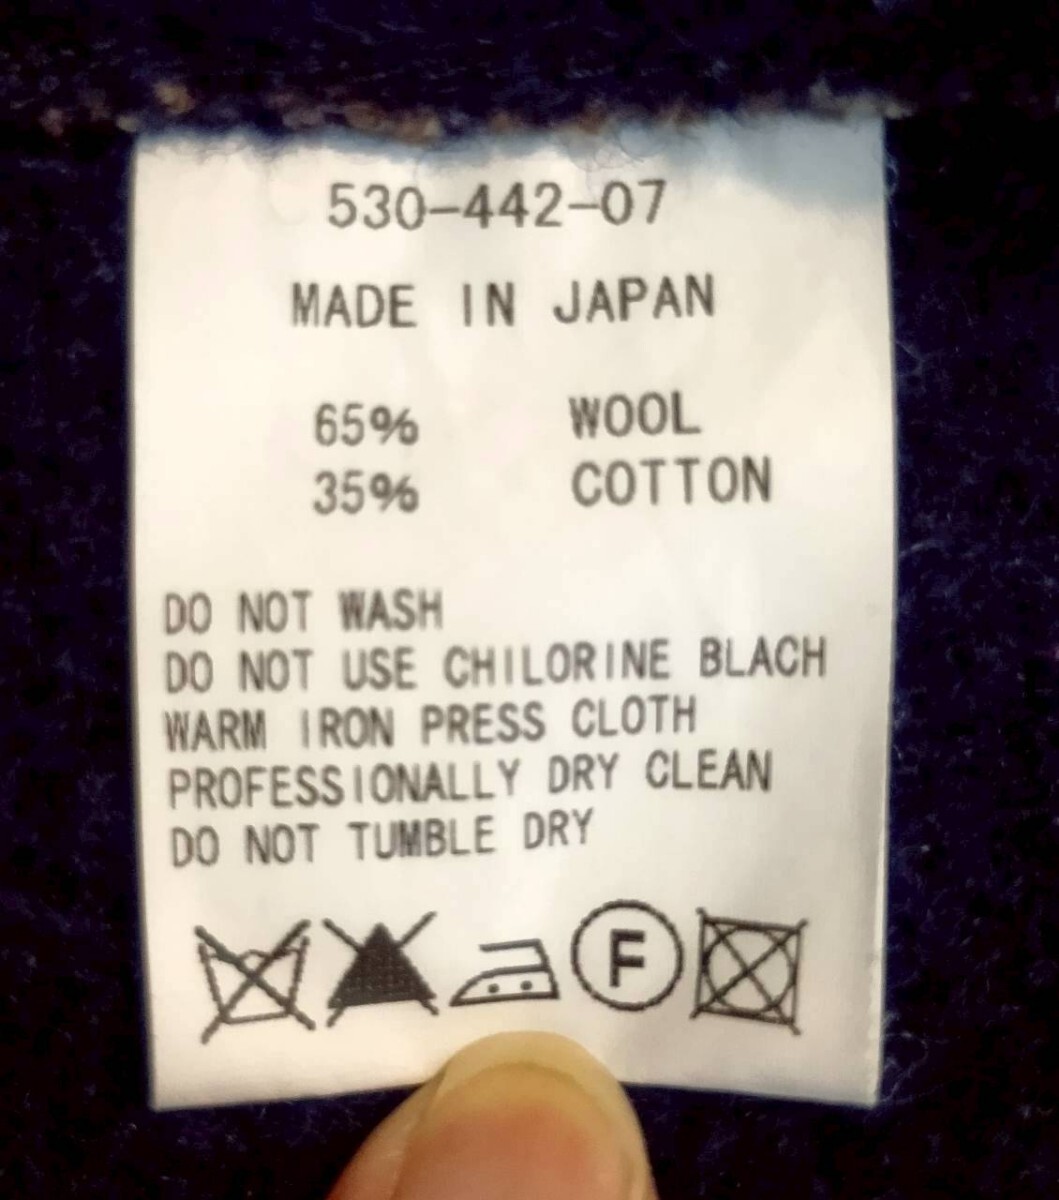 530-442-07
MADE IN JAPAN
65% WOOL
35% COTTON
DO NOT WASH
DO NOT USE CHILORINE BLACH
WARM IRON PRESS CLOTH
PROFESSIONALLY DRY CLEAN
DO NOT TUMBLE DRY
F